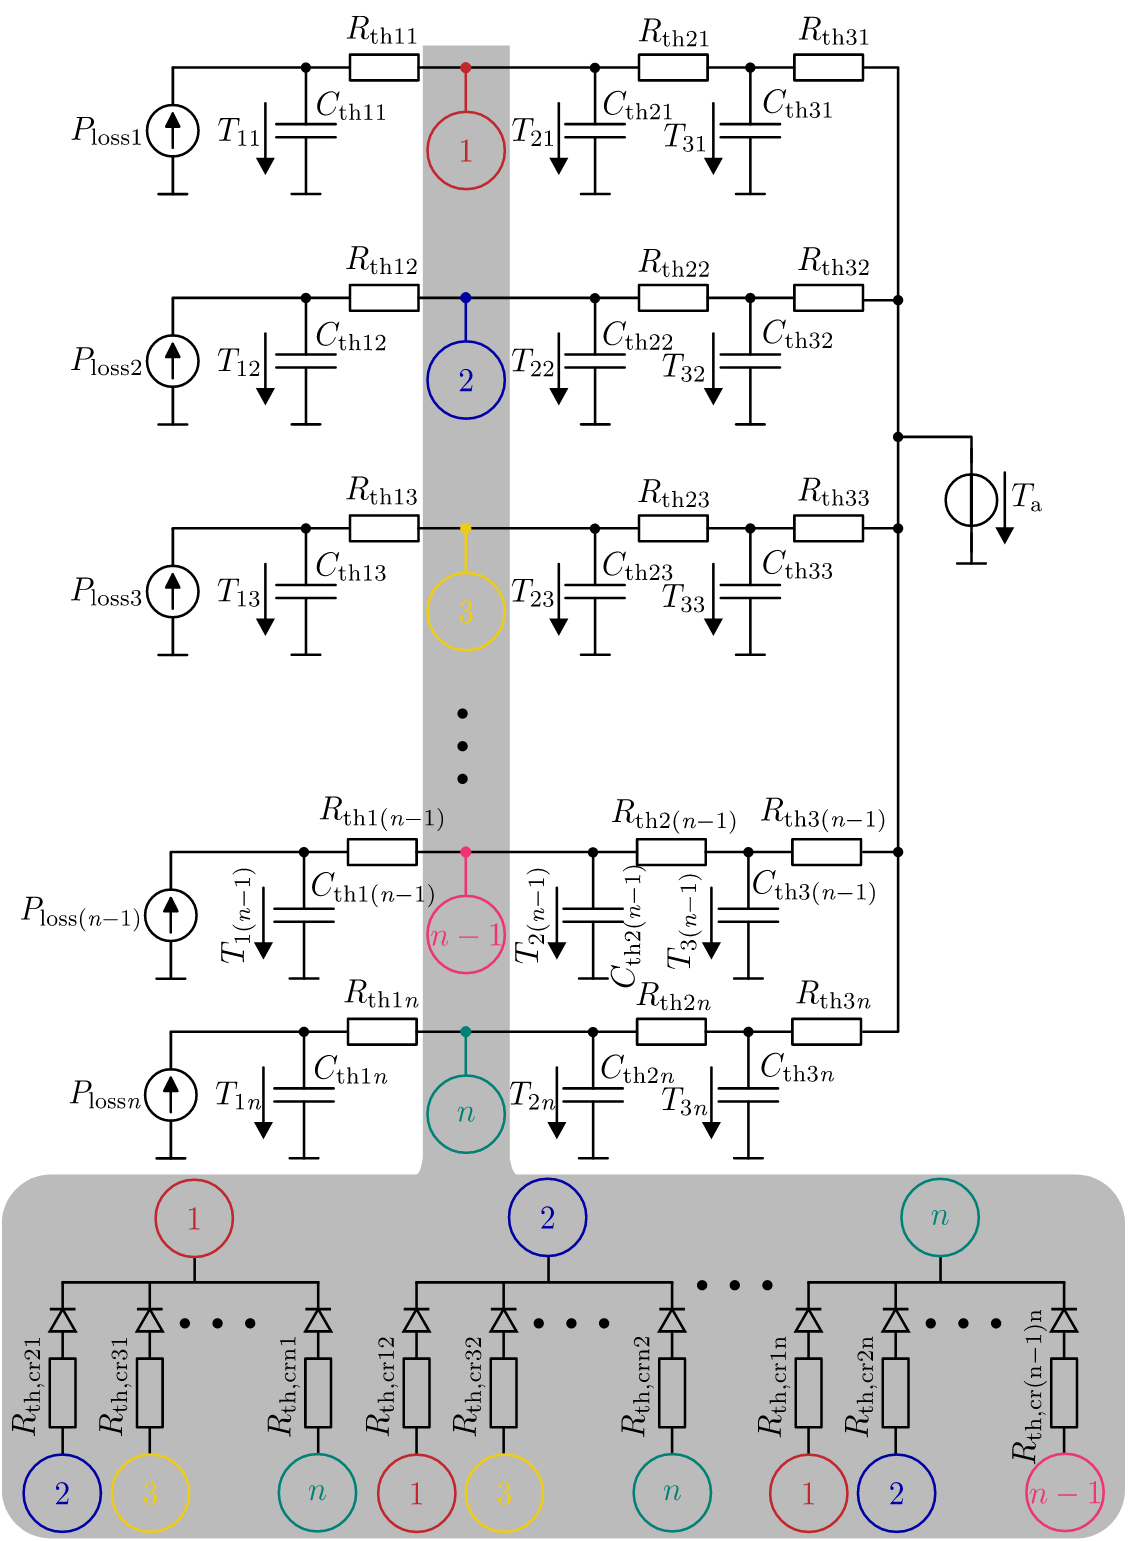 R_th11 R_th21 R_th31
P_loss1 T_11 C_th11 1 T_21 C_th21 T_31 C_th31
R_th12 R_th22 R_th32
P_loss2 T_12 C_th12 2 T_22 C_th22 T_32 C_th32
R_th13 R_th23 R_th33
T_a
P_loss3 T_13 C_th13 3 T_23 C_th23 T_33 C_th33
R_th1(n−1) R_th2(n−1) R_th3(n−1)
P_loss(n−1) T_1(n−1) C_th1(n−1) n − 1 T_2(n−1) C_th2(n−1) T_3(n−1) C_th3(n−1)
R_th1n R_th2n R_th3n
P_lossn T_1n C_th1n n T_2n C_th2n T_3n C_th3n
1 2 n
R_th,cr21 R_th,cr31 R_th,crn1 R_th,cr12 R_th,cr32 R_th,crn2 R_th,cr1n R_th,cr2n R_th,cr(n−1)n
2 3 n 1 3 n 1 2 n − 1